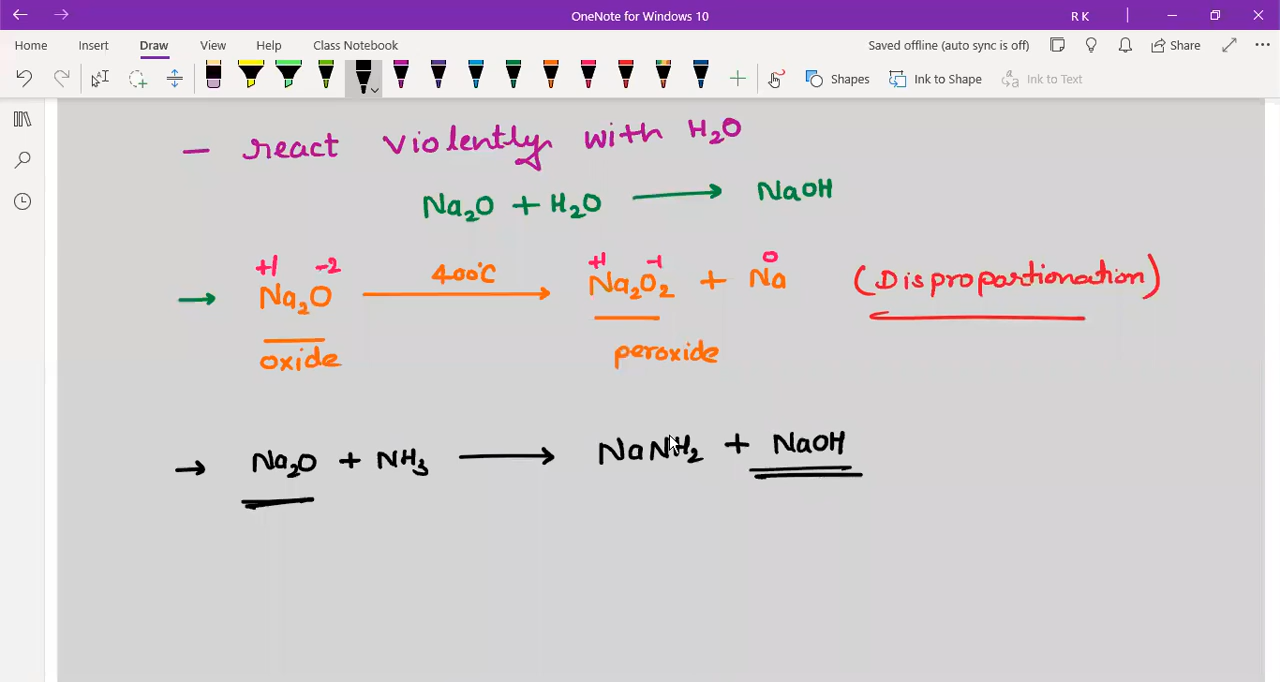 OneNote for Windows 10
R K
Home Insert Draw View Help Class Notebook
Saved offline (auto sync is off) Share
Shapes Ink to Shape Ink to Text
— react violently with H₂O
Na₂O + H₂O ⟶ NaOH
+1 -2 400°C +1 -1 0
→ Na₂O ⟶ Na₂O₂ + Na (Disproportionation)
oxide peroxide
→ Na₂O + NH₃ ⟶ NaNH₂ + NaOH